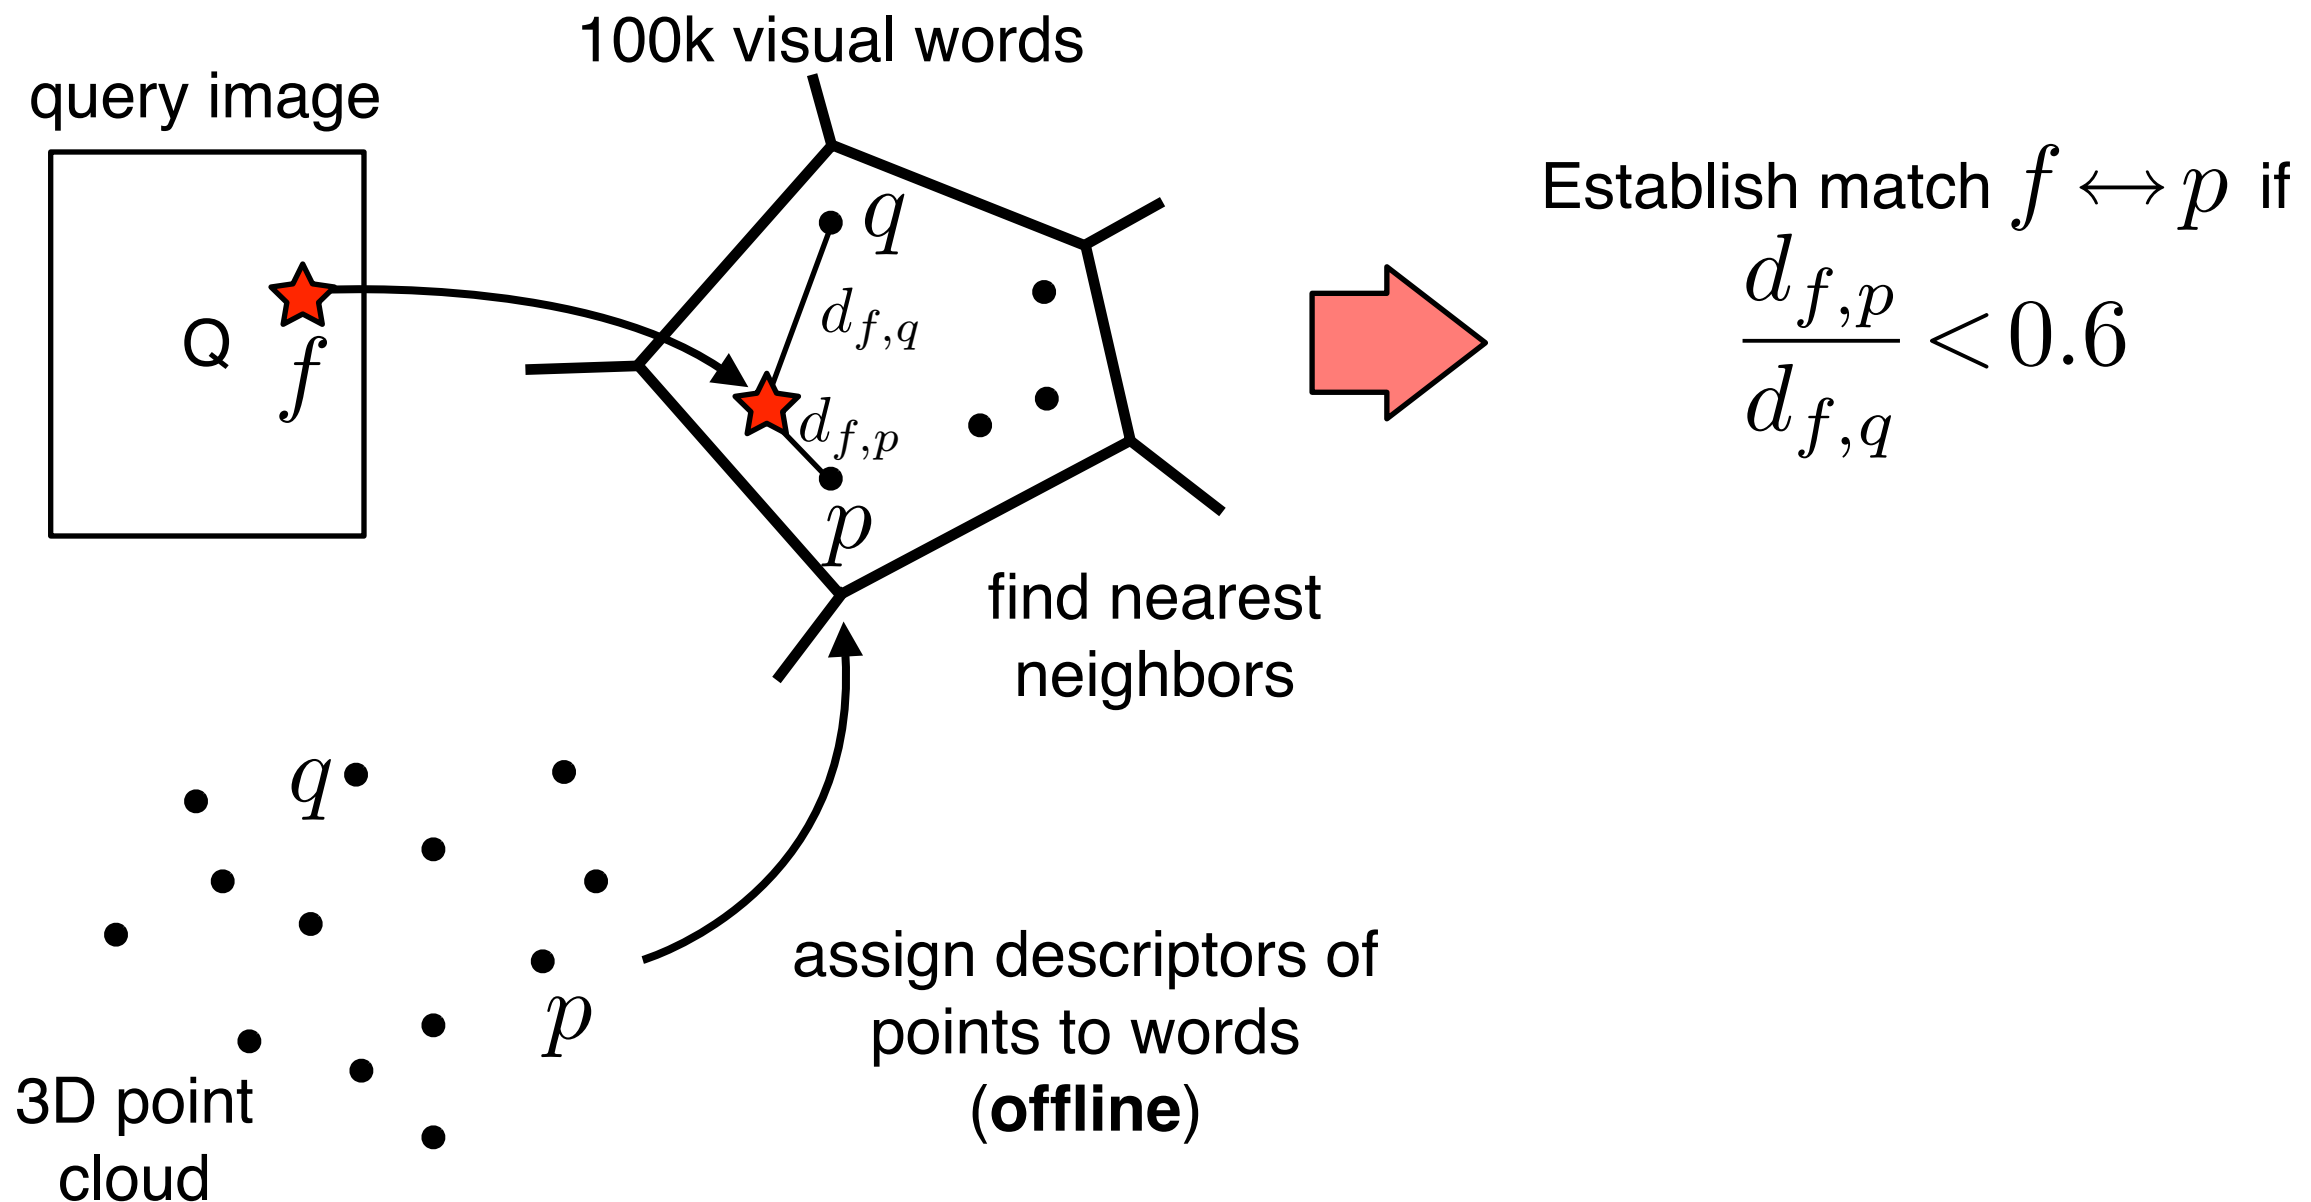 100k visual words
query image
Q
f
q
d_{f,q}
d_{f,p}
p
find nearest
neighbors
Establish match f ↔ p if
\frac{d_{f,p}}{d_{f,q}} < 0.6
q
p
assign descriptors of
points to words
(offline)
3D point
cloud